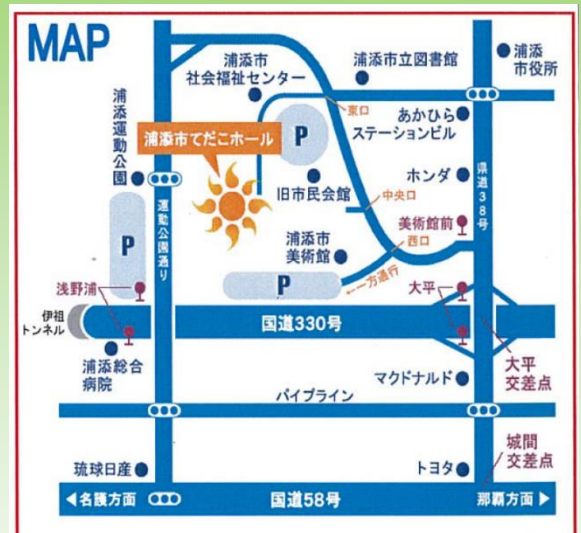 MAP
浦添市
社会福祉センター
浦添市立図書館
浦添
市役所
東口
あかひら
ステーションビル
浦添運動公園
浦添市てだこホール
P
旧市民会館
ホンダ
県道38号
中央口
美術館前
運動公園通り
P
浦添市
美術館
西口
P
←一方通行
浅野浦
大平
伊祖
トンネル
国道330号
浦添総合
病院
マクドナルド
大平
交差点
パイプライン
城間
交差点
琉球日産
トヨタ
◀名護方面
国道58号
那覇方面▶